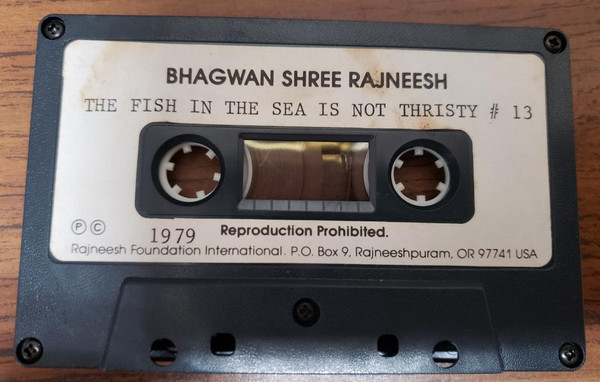 BHAGWAN SHREE RAJNEESH
THE FISH IN THE SEA IS NOT THRISTY # 13
Ⓟ Ⓒ 1979 Reproduction Prohibited.
Rajneesh Foundation International. P.O. Box 9, Rajneeshpuram, OR 97741 USA